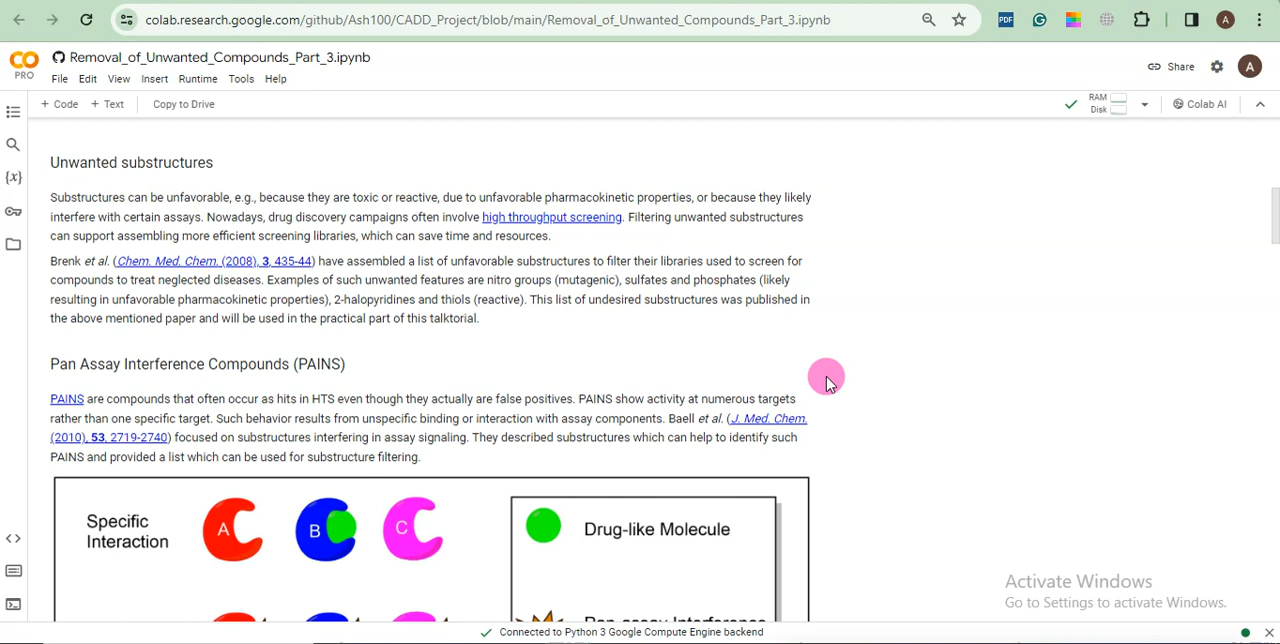 colab.research.google.com/github/Ash100/CADD_Project/blob/main/Removal_of_Unwanted_Compounds_Part_3.ipynb
PDF
A
PRO
Removal_of_Unwanted_Compounds_Part_3.ipynb
File Edit View Insert Runtime Tools Help
Share
A
+ Code + Text Copy to Drive
RAM
Disk
Colab AI
Unwanted substructures
Substructures can be unfavorable, e.g., because they are toxic or reactive, due to unfavorable pharmacokinetic properties, or because they likely
interfere with certain assays. Nowadays, drug discovery campaigns often involve high throughput screening. Filtering unwanted substructures
can support assembling more efficient screening libraries, which can save time and resources.
Brenk et al. (Chem. Med. Chem. (2008), 3, 435-44) have assembled a list of unfavorable substructures to filter their libraries used to screen for
compounds to treat neglected diseases. Examples of such unwanted features are nitro groups (mutagenic), sulfates and phosphates (likely
resulting in unfavorable pharmacokinetic properties), 2-halopyridines and thiols (reactive). This list of undesired substructures was published in
the above mentioned paper and will be used in the practical part of this talktorial.
Pan Assay Interference Compounds (PAINS)
PAINS are compounds that often occur as hits in HTS even though they actually are false positives. PAINS show activity at numerous targets
rather than one specific target. Such behavior results from unspecific binding or interaction with assay components. Baell et al. (J. Med. Chem.
(2010), 53, 2719-2740) focused on substructures interfering in assay signaling. They described substructures which can help to identify such
PAINS and provided a list which can be used for substructure filtering.
Specific
Interaction
A
B
C
Drug-like Molecule
Pan-assay Interference
Activate Windows
Go to Settings to activate Windows.
Connected to Python 3 Google Compute Engine backend